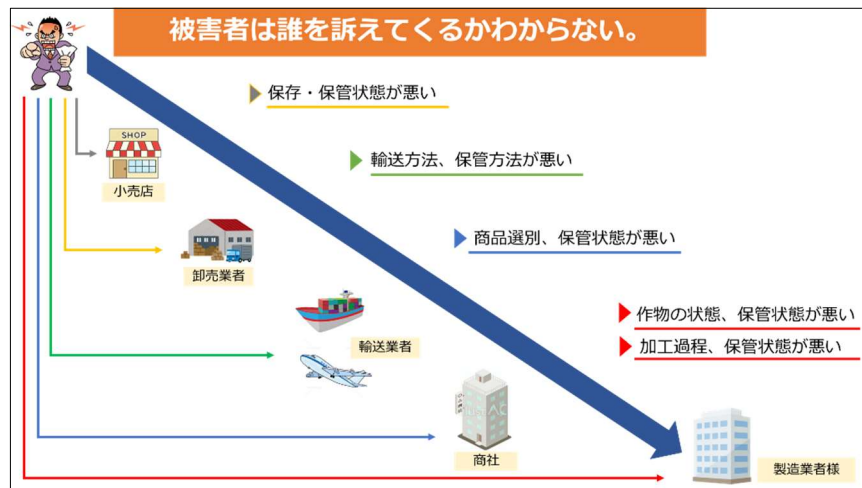 被害者は誰を訴えてくるかわからない。
保存・保管状態が悪い
SHOP
小売店
輸送方法、保管方法が悪い
商品選別、保管状態が悪い
卸売業者
作物の状態、保管状態が悪い
輸送業者
加工過程、保管状態が悪い
商社
製造業者様